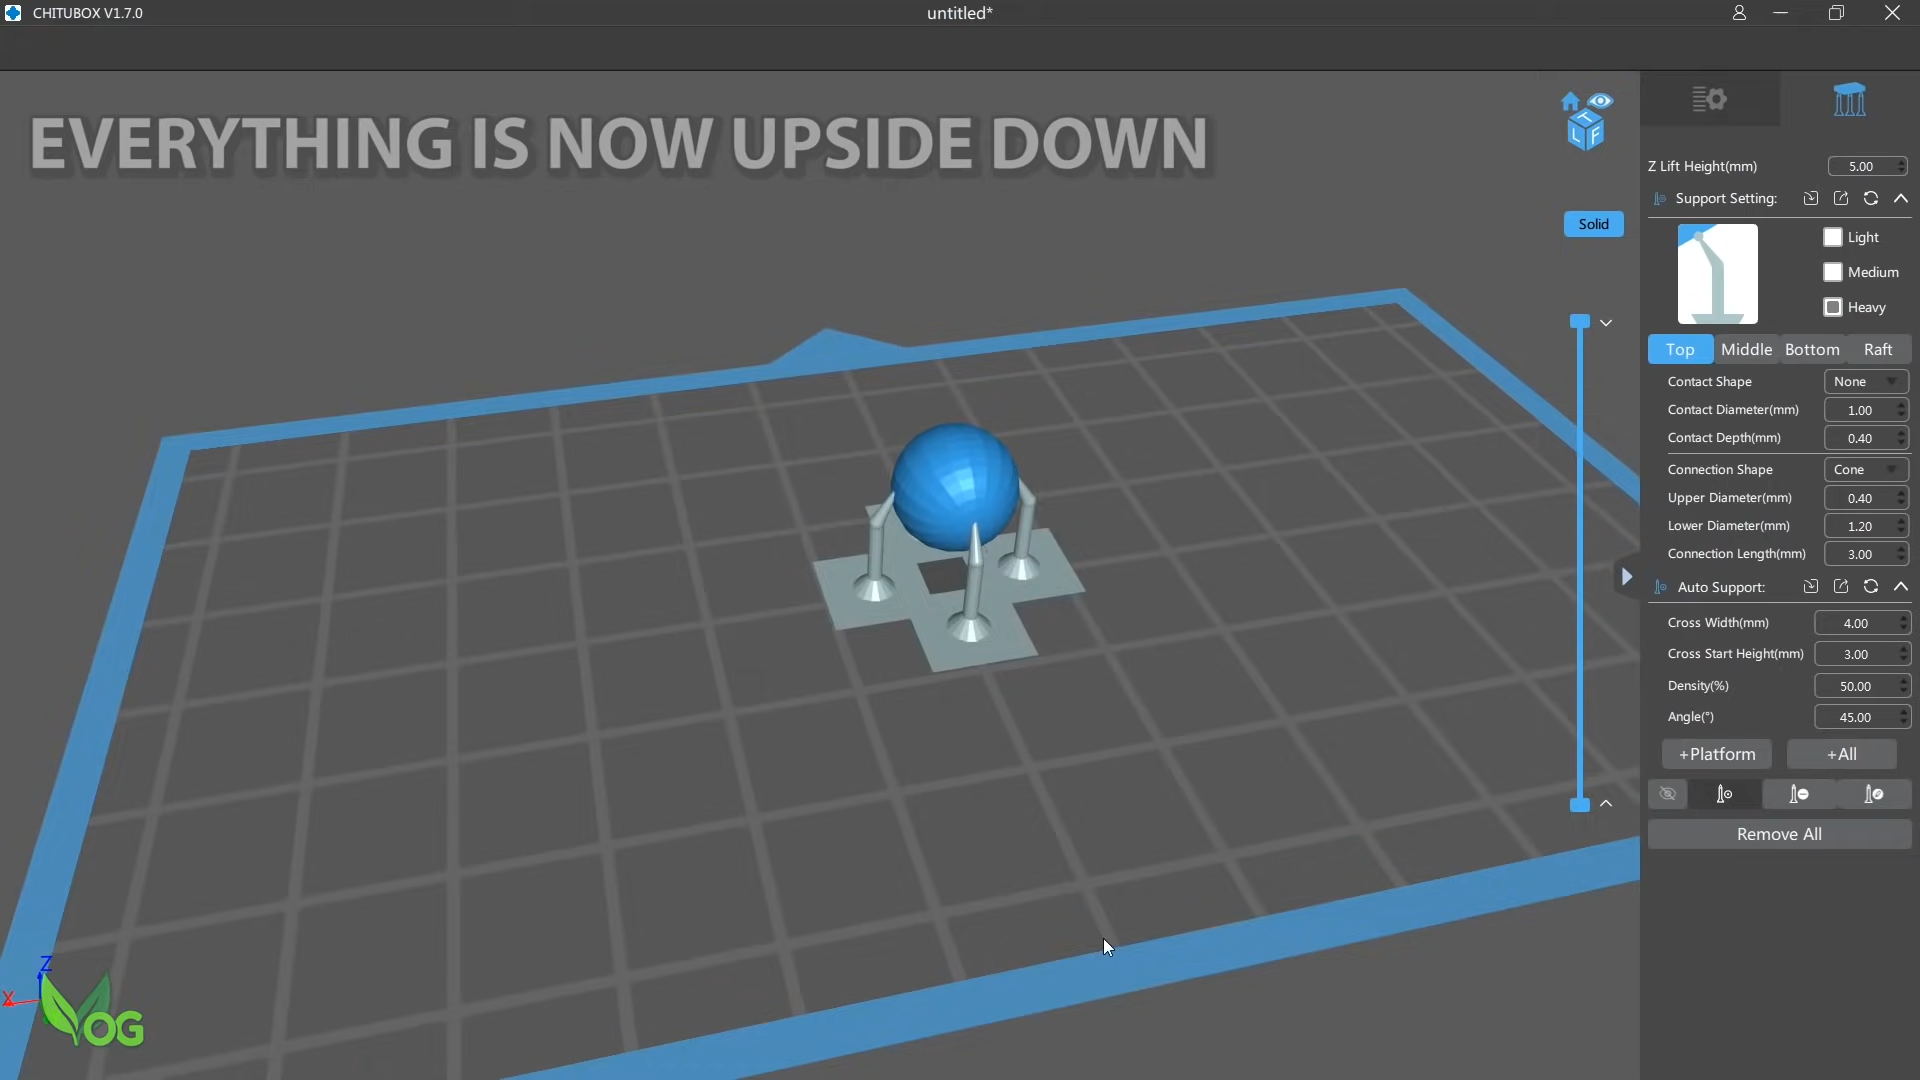 CHITUBOX V1.7.0
untitled*
EVERYTHING IS NOW UPSIDE DOWN
T
L F
Solid
Z Lift Height(mm) 5.00
Support Setting:
Light
Medium
Heavy
Top Middle Bottom Raft
Contact Shape None
Contact Diameter(mm) 1.00
Contact Depth(mm) 0.40
Connection Shape Cone
Upper Diameter(mm) 0.40
Lower Diameter(mm) 1.20
Connection Length(mm) 3.00
Auto Support:
Cross Width(mm) 4.00
Cross Start Height(mm) 3.00
Density(%) 50.00
Angle(°) 45.00
+Platform +All
Remove All
Z
X
VOG